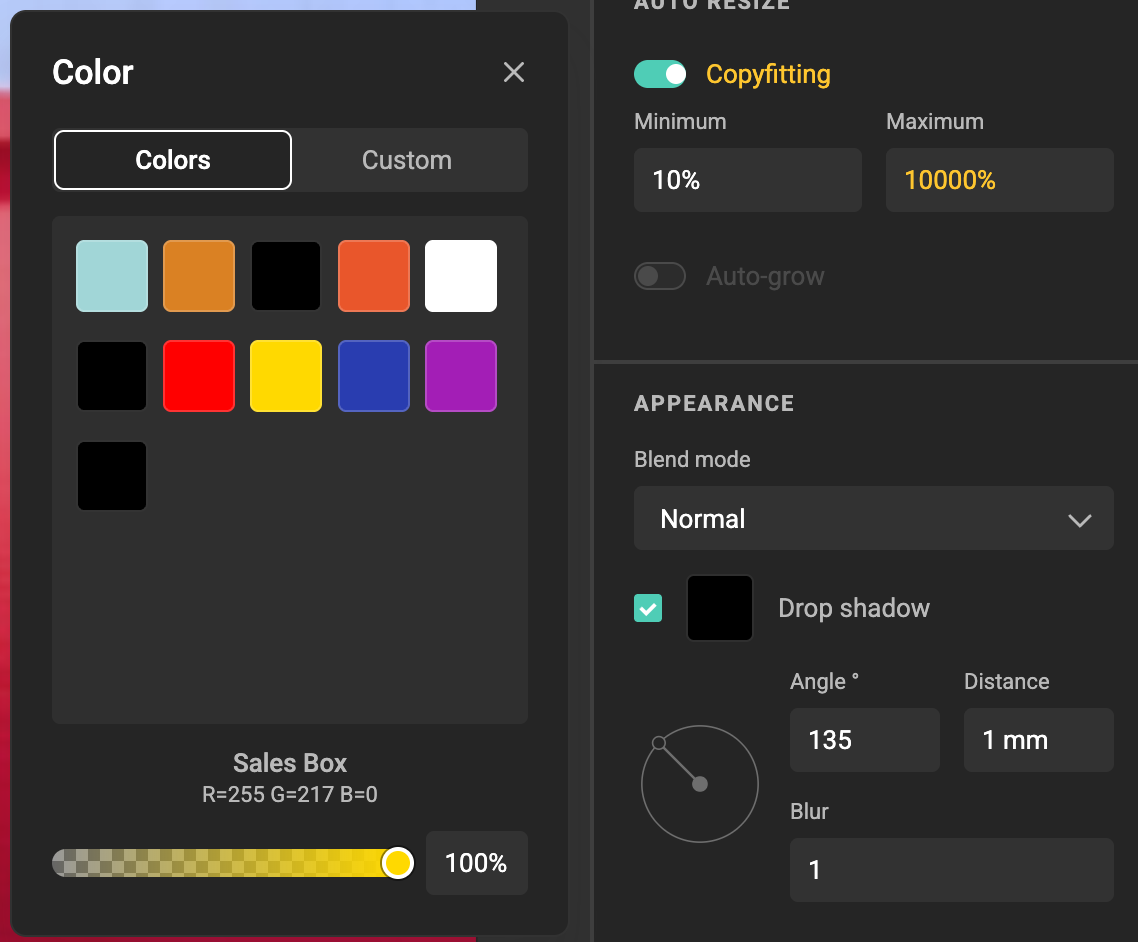 Color
Colors
Custom
Sales Box
R=255 G=217 B=0
100%
AUTO RESIZE
Copyfitting
Minimum
Maximum
10%
10000%
Auto-grow
APPEARANCE
Blend mode
Normal
Drop shadow
Angle °
Distance
135
1 mm
Blur
1